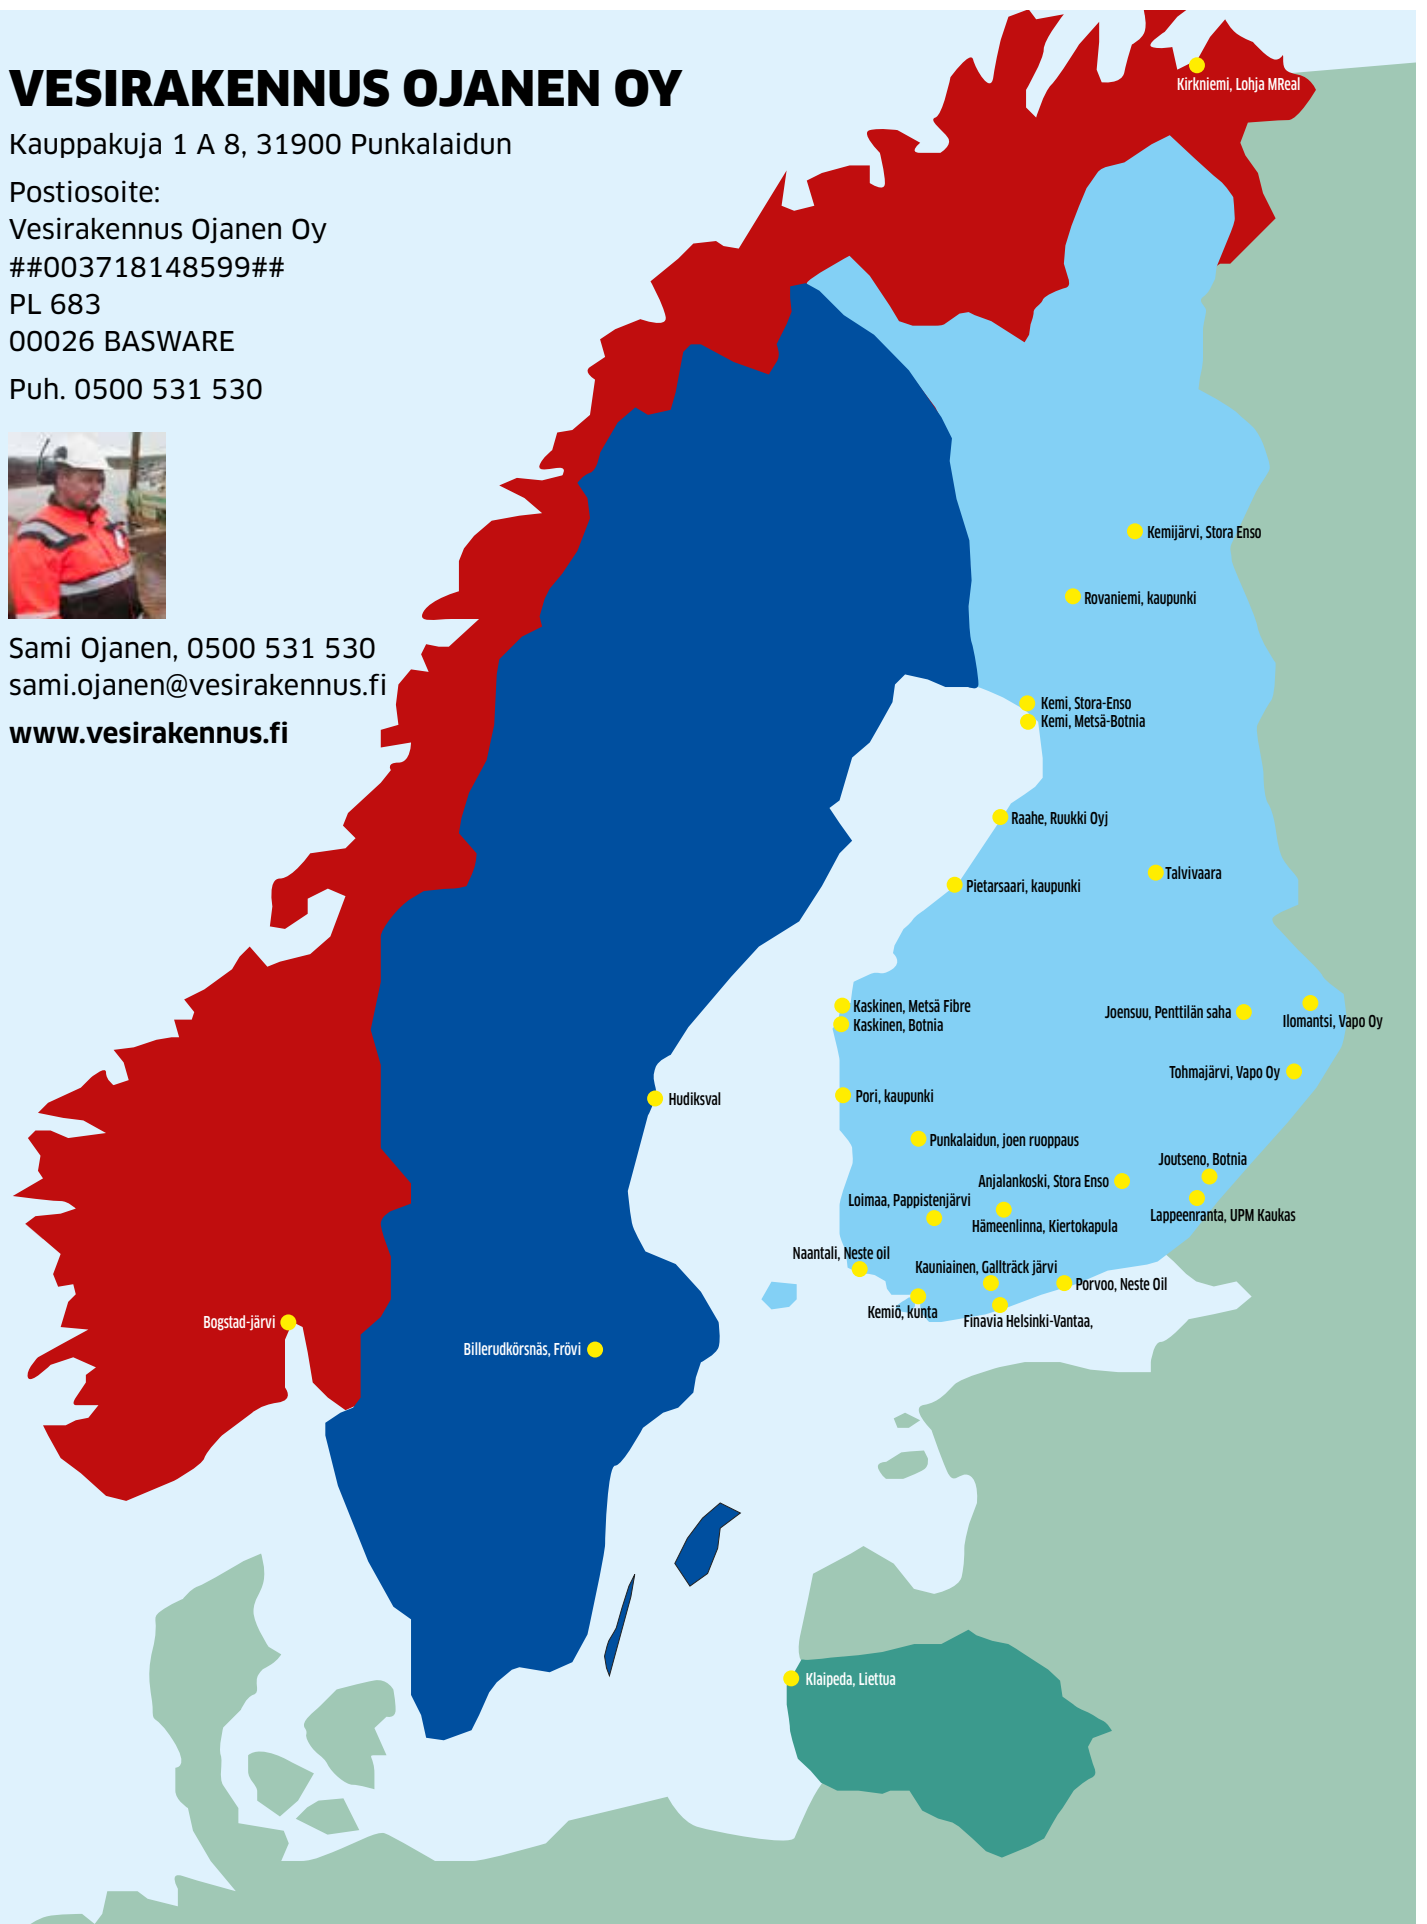 VESIRAKENNUS OJANEN OY
Kauppakuja 1 A 8, 31900 Punkalaidun
Postiosoite:
Vesirakennus Ojanen Oy
##003718148599##
PL 683
00026 BASWARE
Puh. 0500 531 530
Sami Ojanen, 0500 531 530
sami.ojanen@vesirakennus.fi
www.vesirakennus.fi
Kirkniemi, Lohja MReal
Kemijärvi, Stora Enso
Rovaniemi, kaupunki
Kemi, Stora-Enso
Kemi, Metsä-Botnia
Raahe, Ruukki Oyj
Talvivaara
Pietarsaari, kaupunki
Kaskinen, Metsä Fibre
Kaskinen, Botnia
Joensuu, Penttilän saha
Ilomantsi, Vapo Oy
Tohmajärvi, Vapo Oy
Hudiksval
Pori, kaupunki
Punkalaidun, joen ruoppaus
Joutseno, Botnia
Anjalankoski, Stora Enso
Loimaa, Pappistenjärvi
Hämeenlinna, Kiertokapula
Lappeenranta, UPM Kaukas
Naantali, Neste oil
Kauniainen, Gallträck järvi
Porvoo, Neste Oil
Kemiö, kunta
Finavia Helsinki-Vantaa,
Bogstad-järvi
Billerudkörsnäs, Frövi
Klaipeda, Liettua